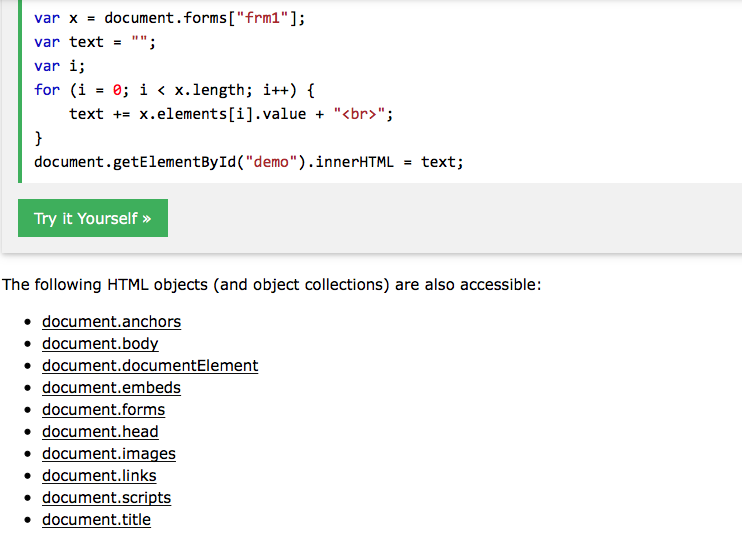 var x = document.forms["frm1"];
var text = "";
var i;
for (i = 0; i < x.length; i++) {
    text += x.elements[i].value + "<br>";
}
document.getElementById("demo").innerHTML = text;
Try it Yourself »
The following HTML objects (and object collections) are also accessible:
• document.anchors
• document.body
• document.documentElement
• document.embeds
• document.forms
• document.head
• document.images
• document.links
• document.scripts
• document.title